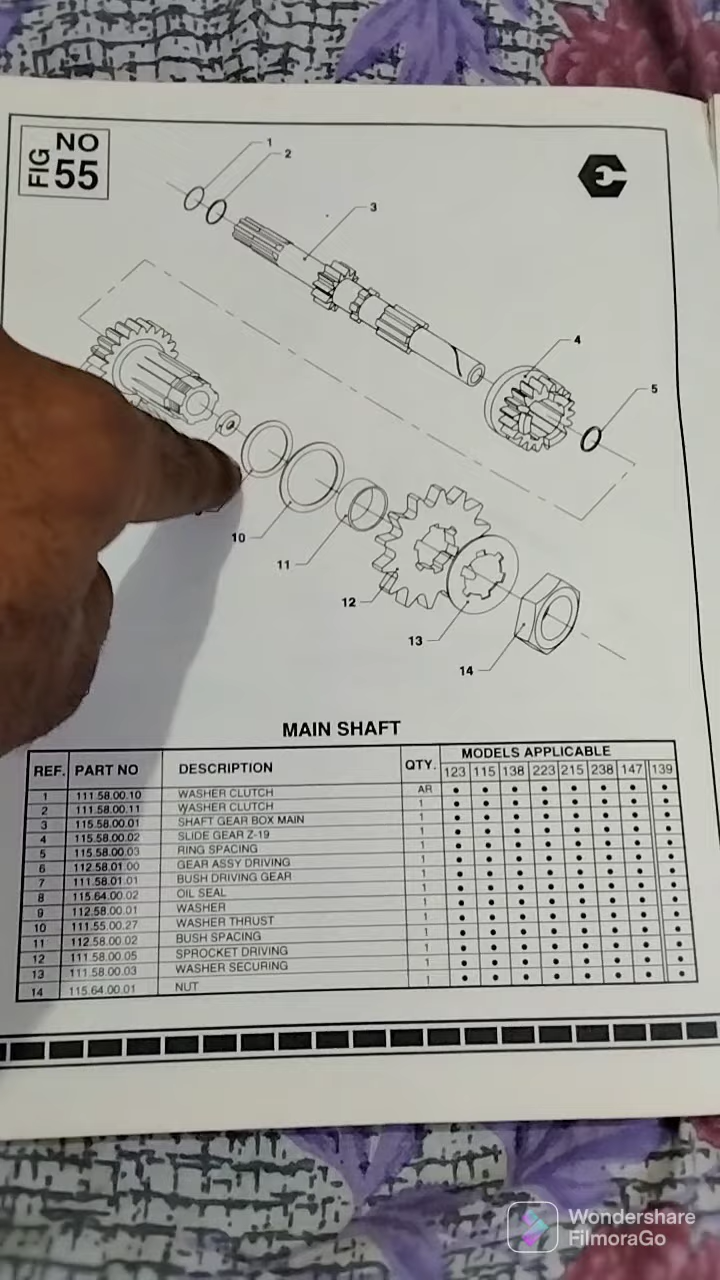 FIG NO 55
1
2
3
4
5
10
11
12
13
14
MAIN SHAFT
REF. PART NO DESCRIPTION QTY. MODELS APPLICABLE
123 115 138 223 215 238 147 139
1 111.58.00.10 WASHER CLUTCH AR • • • • • • • •
2 111.58.00.11 WASHER CLUTCH 1 • • • • • • • •
3 115.58.00.01 SHAFT GEAR BOX MAIN 1 • • • • • • • •
4 115.58.00.02 SLIDE GEAR Z-19 1 • • • • • • • •
5 115.58.00.03 RING SPACING 1 • • • • • • • •
6 112.58.01.00 GEAR ASSY DRIVING 1 • • • • • • • •
7 111.58.01.01 BUSH DRIVING GEAR 1 • • • • • • • •
8 115.64.00.02 OIL SEAL 1 • • • • • • • •
9 112.58.00.01 WASHER 1 • • • • • • • •
10 111.55.00.27 WASHER THRUST 1 • • • • • • • •
11 112.58.00.02 BUSH SPACING 1 • • • • • • • •
12 111.58.00.05 SPROCKET DRIVING 1 • • • • • • • •
13 111.58.00.03 WASHER SECURING 1 • • • • • • • •
14 115.64.00.01 NUT 1 • • • • • • • •
Wondershare
FilmoraGo